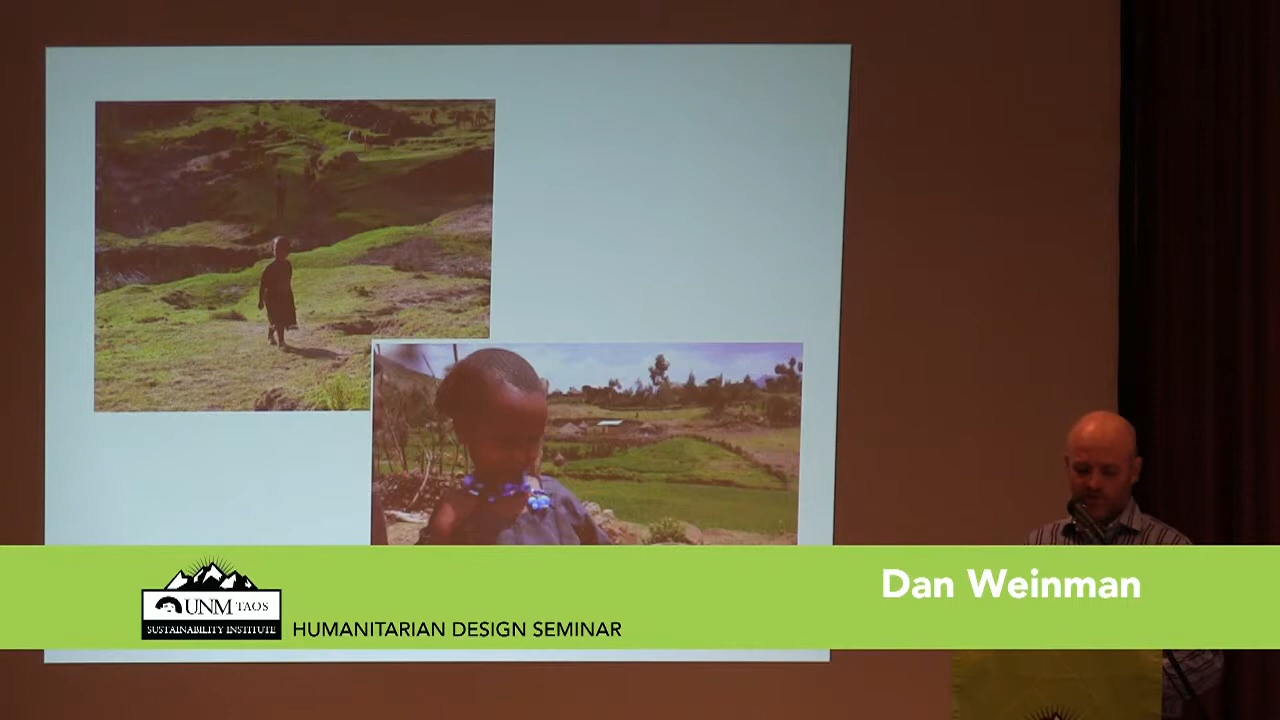 Dan Weinman
UNM TAOS
SUSTAINABILITY INSTITUTE
HUMANITARIAN DESIGN SEMINAR